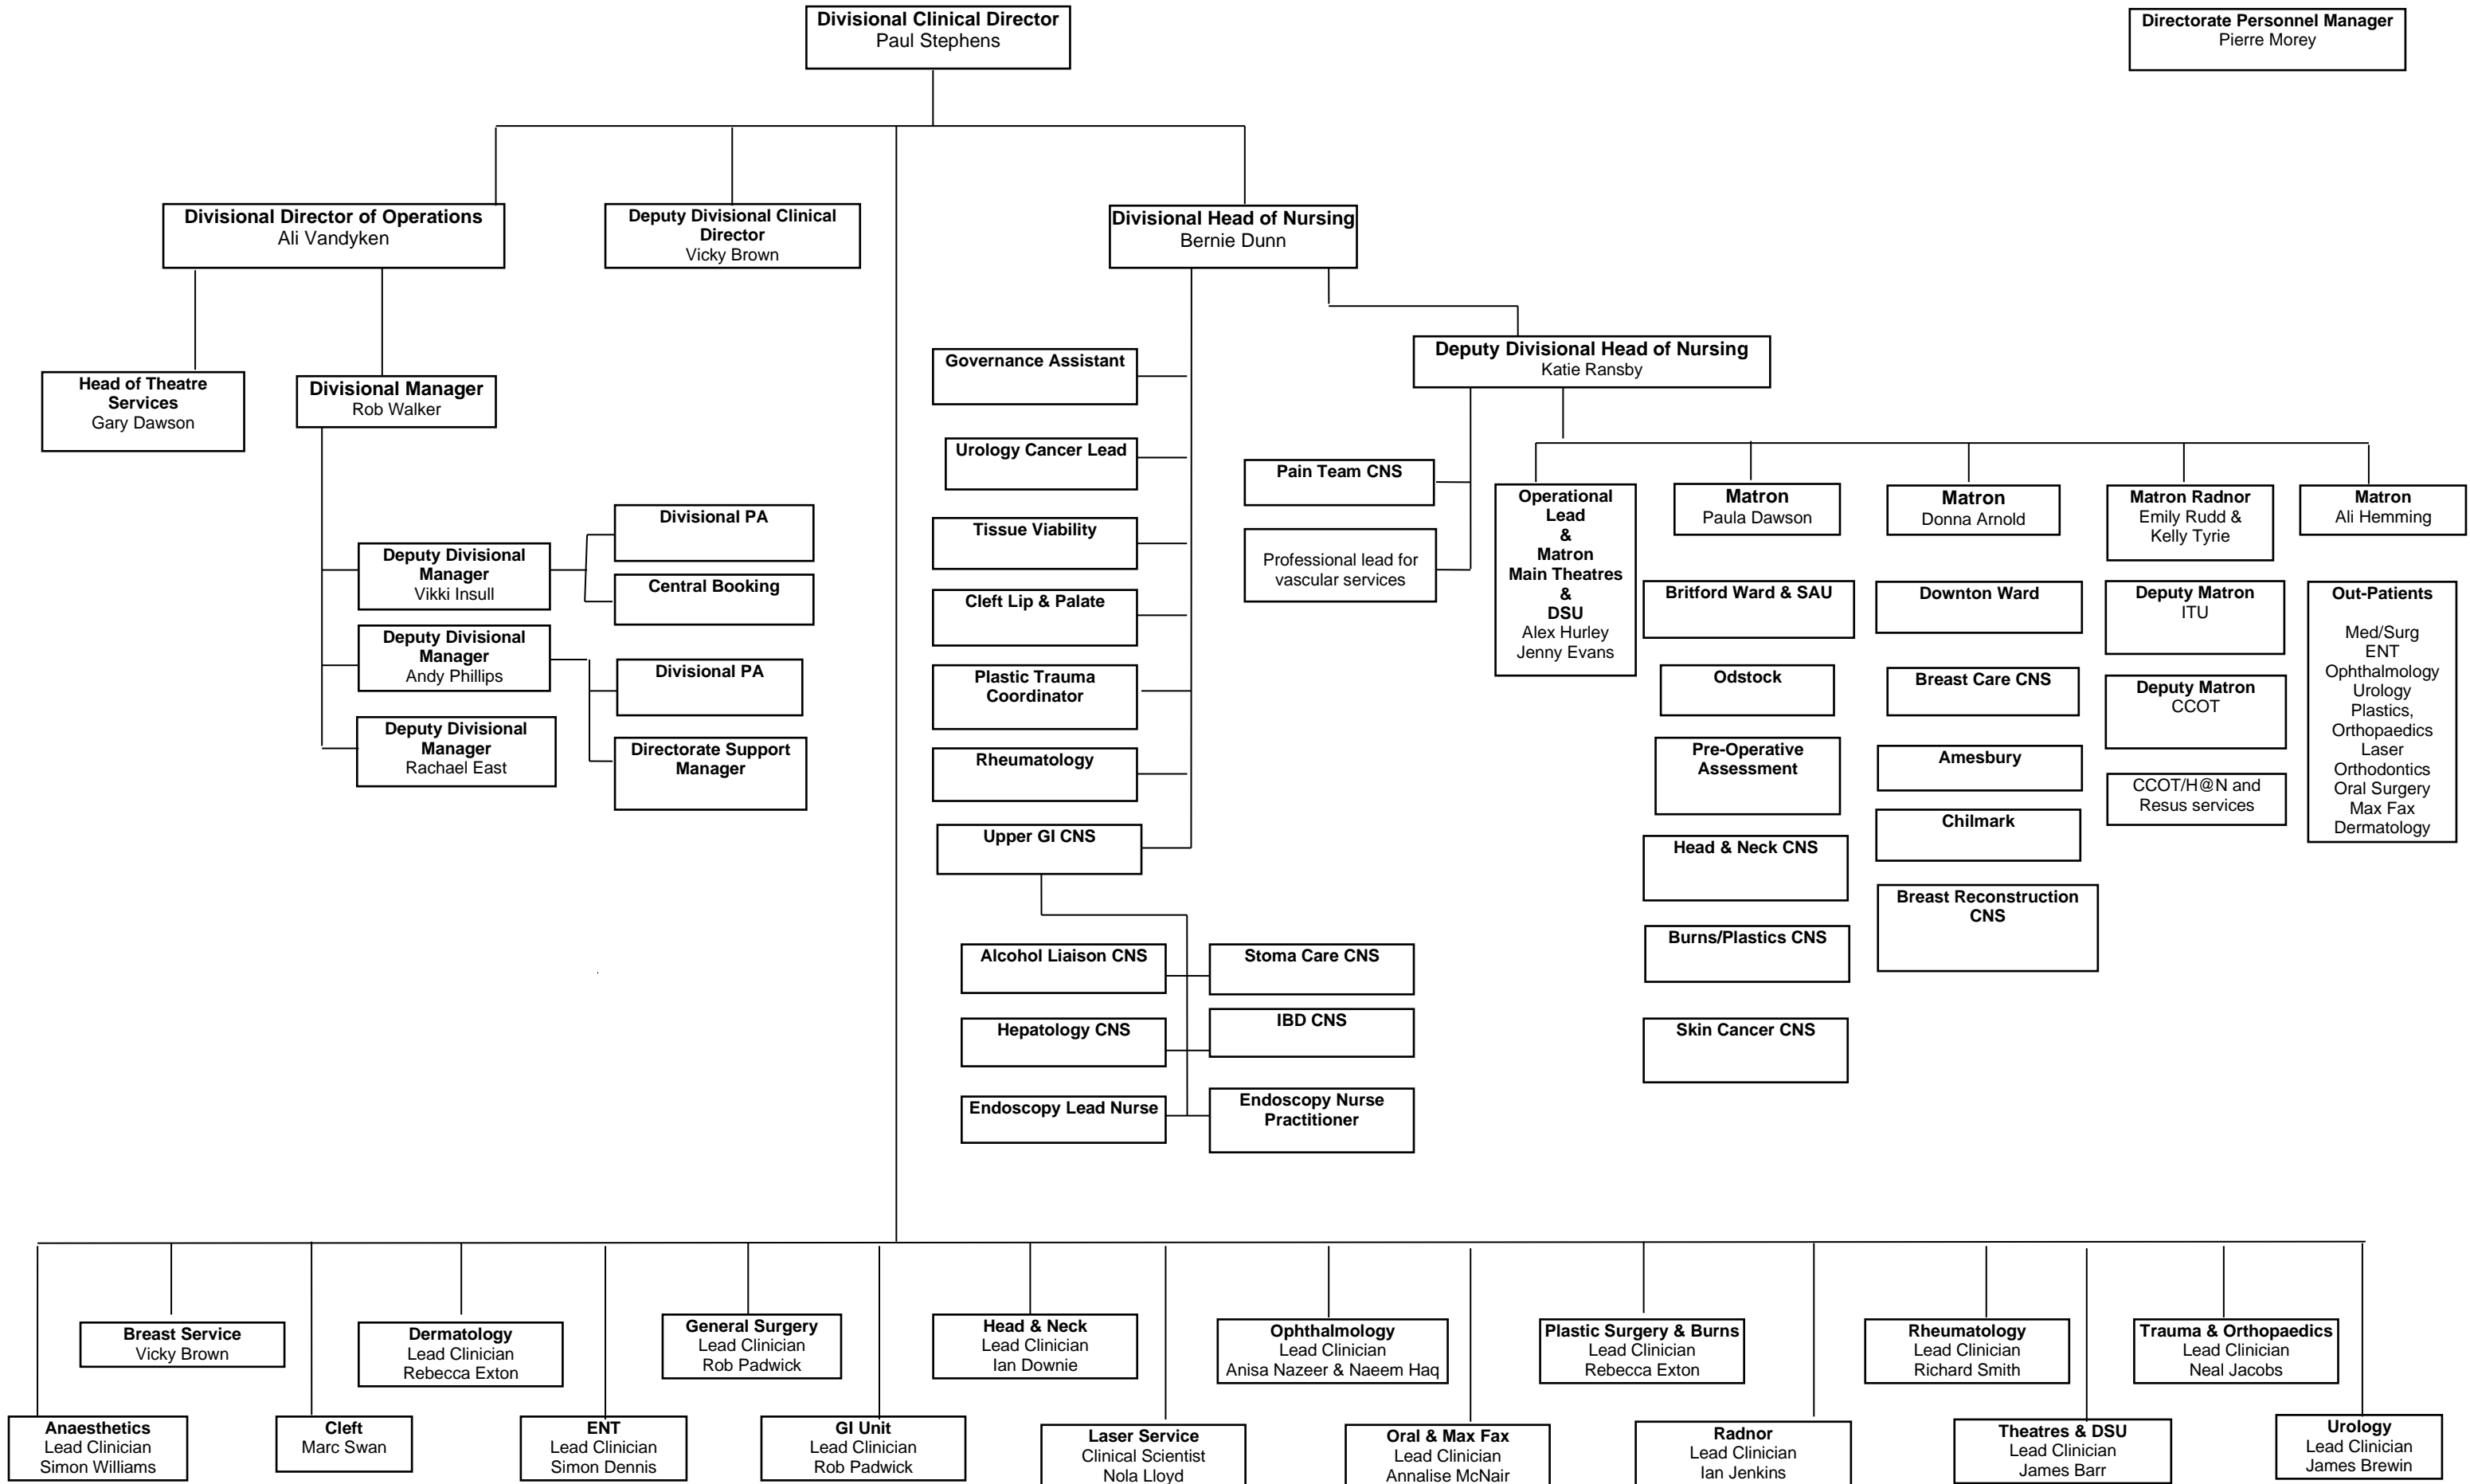 Divisional Clinical Director
Paul Stephens
Directorate Personnel Manager
Pierre Morey
Divisional Director of Operations
Ali Vandyken
Deputy Divisional Clinical
Director
Vicky Brown
Divisional Head of Nursing
Bernie Dunn
Head of Theatre
Services
Gary Dawson
Divisional Manager
Rob Walker
Deputy Divisional
Manager
Vikki Insull
Divisional PA
Central Booking
Deputy Divisional
Manager
Andy Phillips
Divisional PA
Directorate Support
Manager
Deputy Divisional
Manager
Rachael East
Governance Assistant
Urology Cancer Lead
Tissue Viability
Cleft Lip & Palate
Plastic Trauma
Coordinator
Rheumatology
Upper GI CNS
Alcohol Liaison CNS
Stoma Care CNS
Hepatology CNS
IBD CNS
Endoscopy Lead Nurse
Endoscopy Nurse
Practitioner
Deputy Divisional Head of Nursing
Katie Ransby
Pain Team CNS
Professional lead for
vascular services
Operational
Lead
&
Matron
Main Theatres
&
DSU
Alex Hurley
Jenny Evans
Matron
Paula Dawson
Britford Ward & SAU
Odstock
Pre-Operative
Assessment
Head & Neck CNS
Burns/Plastics CNS
Skin Cancer CNS
Matron
Donna Arnold
Downton Ward
Breast Care CNS
Amesbury
Chilmark
Breast Reconstruction
CNS
Matron Radnor
Emily Rudd &
Kelly Tyrie
Deputy Matron
ITU
Deputy Matron
CCOT
CCOT/H@N and
Resus services
Matron
Ali Hemming
Out-Patients
Med/Surg
ENT
Ophthalmology
Urology
Plastics,
Orthopaedics
Laser
Orthodontics
Oral Surgery
Max Fax
Dermatology
Breast Service
Vicky Brown
Dermatology
Lead Clinician
Rebecca Exton
General Surgery
Lead Clinician
Rob Padwick
Head & Neck
Lead Clinician
Ian Downie
Ophthalmology
Lead Clinician
Anisa Nazeer & Naeem Haq
Plastic Surgery & Burns
Lead Clinician
Rebecca Exton
Rheumatology
Lead Clinician
Richard Smith
Trauma & Orthopaedics
Lead Clinician
Neal Jacobs
Anaesthetics
Lead Clinician
Simon Williams
Cleft
Marc Swan
ENT
Lead Clinician
Simon Dennis
GI Unit
Lead Clinician
Rob Padwick
Laser Service
Clinical Scientist
Nola Lloyd
Oral & Max Fax
Lead Clinician
Annalise McNair
Radnor
Lead Clinician
Ian Jenkins
Theatres & DSU
Lead Clinician
James Barr
Urology
Lead Clinician
James Brewin